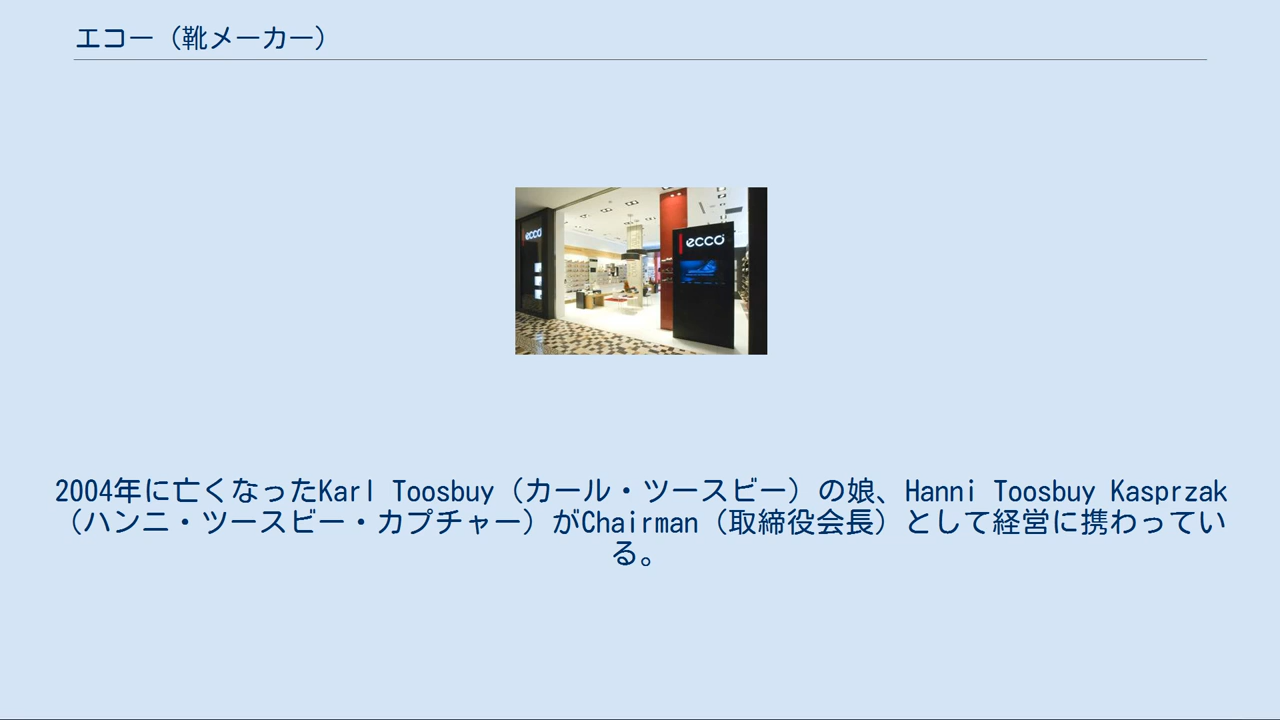 エコー（靴メーカー）
ecco
ecco
2004年に亡くなったKarl Toosbuy（カール・ツースビー）の娘、Hanni Toosbuy Kasprzak
（ハンニ・ツースビー・カプチャー）がChairman（取締役会長）として経営に携わってい
る。